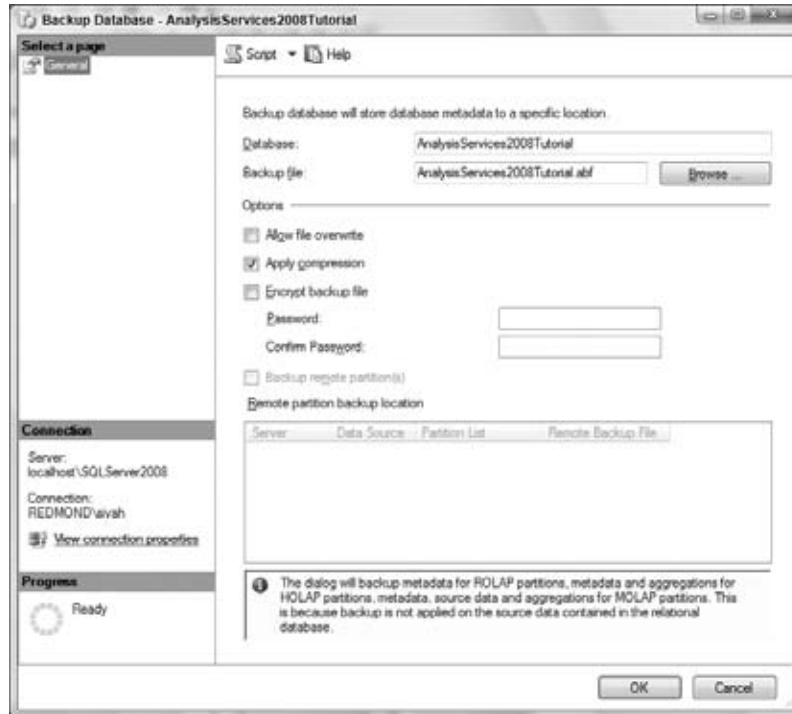 Backup Database - AnalysisServices2008Tutorial
Select a page
General
Script Help
Backup database will store database metadata to a specific location.
Database: AnalysisServices2008Tutorial
Backup file: AnalysisServices2008Tutorial.abf Browse ...
Options
Allow file overwrite
Apply compression
Encrypt backup file
Password:
Confirm Password:
Backup remote partition(s)
Remote partition backup location
Server Data Source Partition List Remote Backup File
Connection
Server:
localhost\SQLServer2008
Connection:
REDMOND\sivah
View connection properties
Progress
Ready
The dialog will backup metadata for ROLAP partitions, metadata and aggregations for
HOLAP partitions, metadata, source data and aggregations for MOLAP partitions. This
is because backup is not applied on the source data contained in the relational
database.
OK Cancel